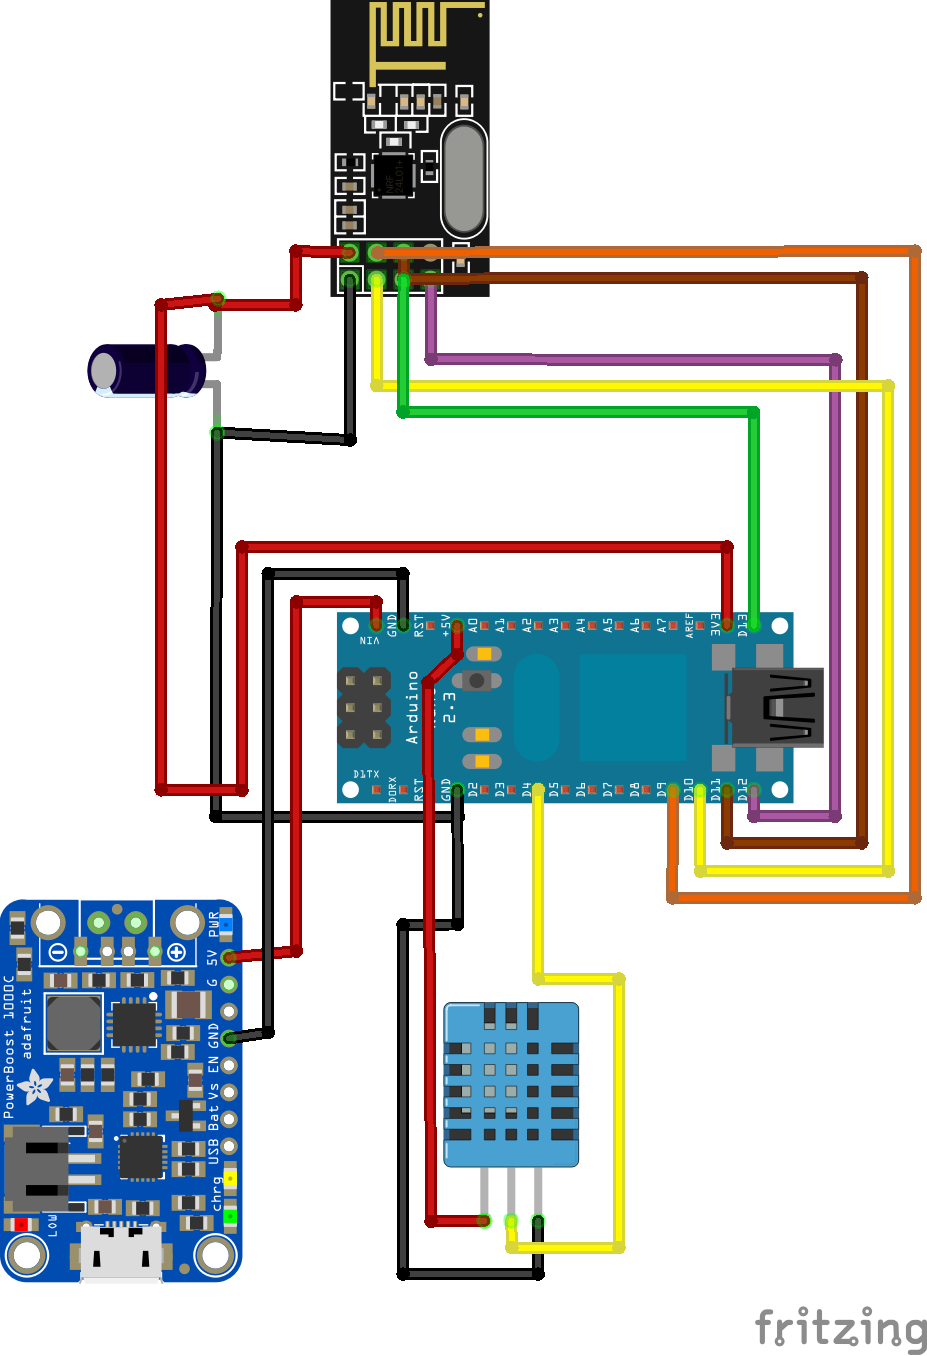 NRF
24L01+
VIN
GND
RST
+5V
A0
A1
A2
A3
A4
A5
A6
A7
AREF
3V3
D13
Arduino
2.3
D1TX
D0RX
RST
GND
D2
D3
D4
D5
D6
D7
D8
D9
D10
D11
D12
PWR
5V
G
GND
EN
Vs
Bat
USB
chrg
LOW
PowerBoost 1000C
adafruit
fritzing